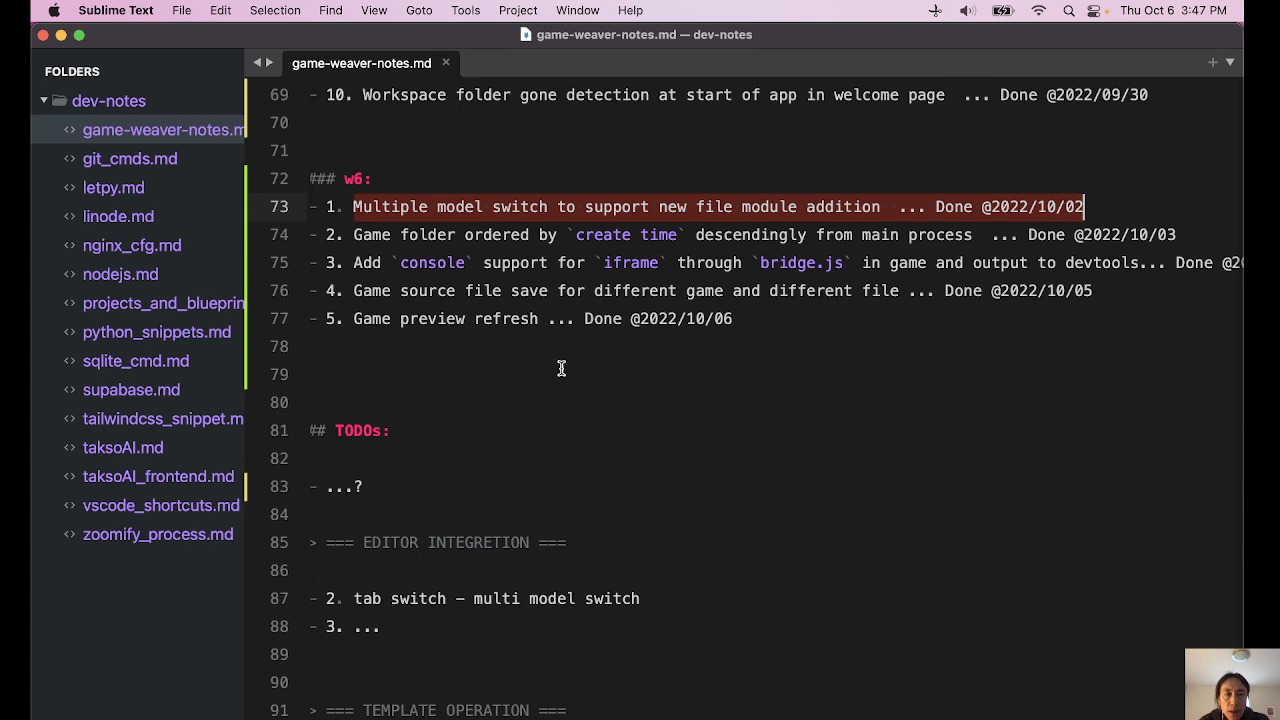 Sublime Text File Edit Selection Find View Goto Tools Project Window Help Thu Oct 6 3:47 PM
game-weaver-notes.md — dev-notes
FOLDERS
dev-notes
game-weaver-notes.m
git_cmds.md
letpy.md
linode.md
nginx_cfg.md
nodejs.md
projects_and_blueprin
python_snippets.md
sqlite_cmd.md
supabase.md
tailwindcss_snippet.m
taksoAI.md
taksoAI_frontend.md
vscode_shortcuts.md
zoomify_process.md
game-weaver-notes.md
69 - 10. Workspace folder gone detection at start of app in welcome page ... Done @2022/09/30
70
71
72 ### w6:
73 - 1. Multiple model switch to support new file module addition ... Done @2022/10/02
74 - 2. Game folder ordered by `create time` descendingly from main process ... Done @2022/10/03
75 - 3. Add `console` support for `iframe` through `bridge.js` in game and output to devtools... Done @20
76 - 4. Game source file save for different game and different file ... Done @2022/10/05
77 - 5. Game preview refresh ... Done @2022/10/06
78
79
80
81 ## TODOs:
82
83 - ...?
84
85 > === EDITOR INTEGRETION ===
86
87 - 2. tab switch - multi model switch
88 - 3. ...
89
90
91 > === TEMPLATE OPERATION ===